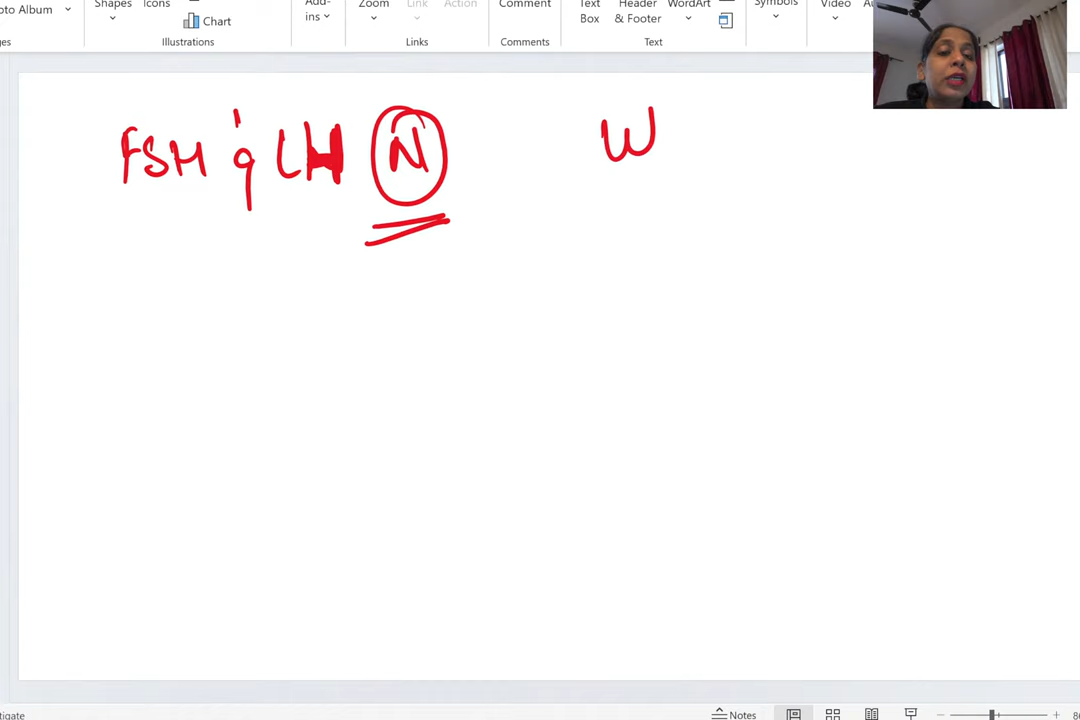 oto Album Shapes Icons Chart Add-ins Zoom Link Action Comment Text Box Header & Footer WordArt Symbols Video
Illustrations Links Comments Text
FSH LH N W
tigate Notes